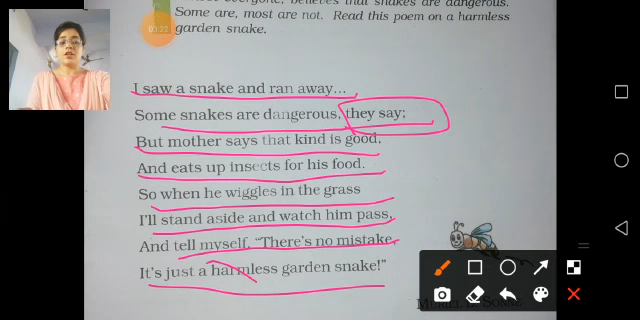 Some are, most are not. Read this poem on a harmless
garden snake.
I saw a snake and ran away...
Some snakes are dangerous, they say;
But mother says that kind is good,
And eats up insects for his food.
So when he wiggles in the grass
I'll stand aside and watch him pass,
And tell myself, "There's no mistake,
It's just a harmless garden snake!"